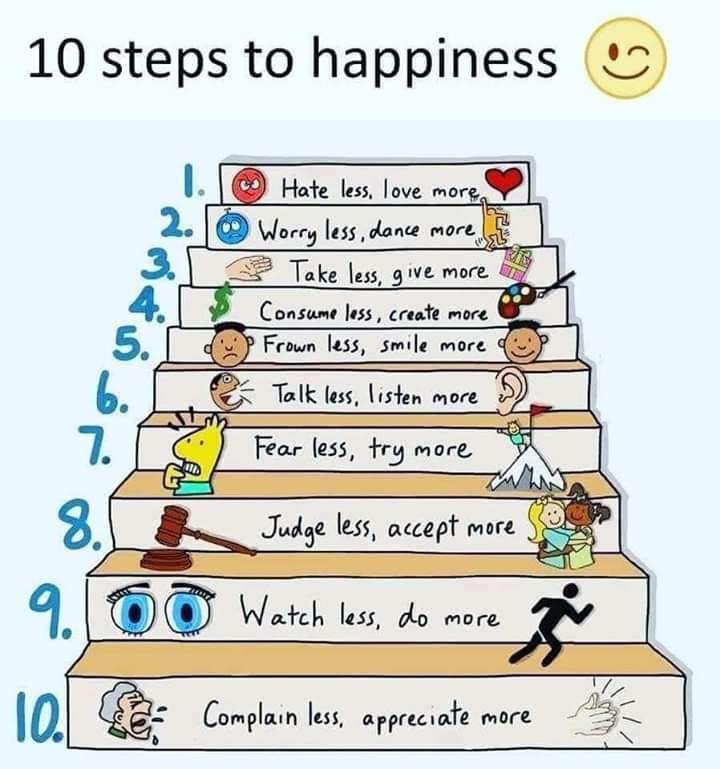 10 steps to happiness
1. Hate less, love more
2. Worry less, dance more
3. Take less, give more
4. Consume less, create more
5. Frown less, smile more
6. Talk less, listen more
7. Fear less, try more
8. Judge less, accept more
9. Watch less, do more
10. Complain less, appreciate more